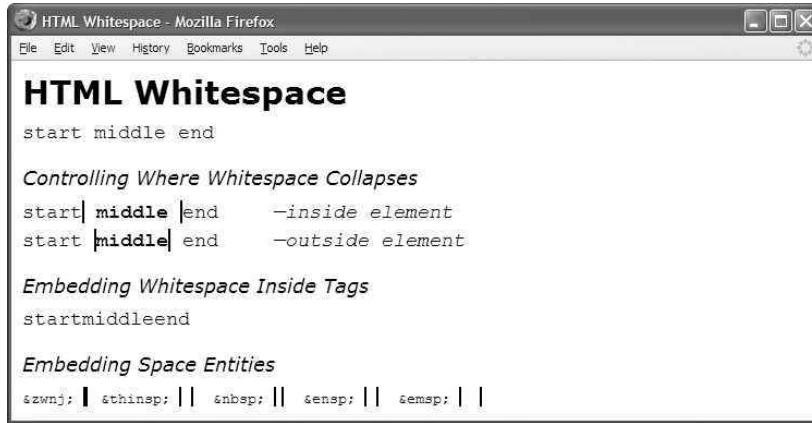 HTML Whitespace - Mozilla Firefox
File Edit View History Bookmarks Tools Help
HTML Whitespace
start middle end
Controlling Where Whitespace Collapses
start middle end —inside element
start middle end —outside element
Embedding Whitespace Inside Tags
startmiddleend
Embedding Space Entities
&zwnj; &thinsp; &nbsp; &ensp; &emsp;